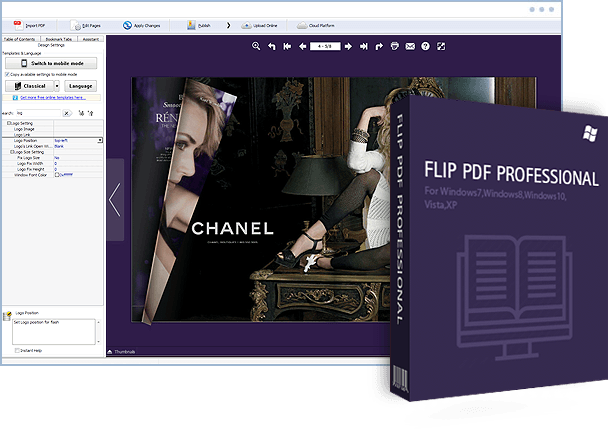 Import PDF
Edit Pages
Apply Changes
Publish
Upload Online
Cloud Platform
Table of Contents
Bookmark Tabs
Assistant
Design Settings
Templates & Language
Switch to mobile mode
Copy available settings to mobile mode
Classical
Language
Get more free online templates here...
earch: log
Logo Setting
Logo Image
Logo Link
Logo Position
top-left
Logo's Link Open Wi...
Blank
Logo Size Setting
Fix Logo Size
No
Logo Fix Width
0
Logo Fix Height
0
Window Font Color
Logo Position
Set Logo position for flash
Instant Help
4 - 5/8
Smooth
CHANEL
Thumbnails
FLIP PDF PROFESSIONAL
FLIP PDF PROFESSIONAL
For Windows7,Windows8,Windows10,
Vista,XP